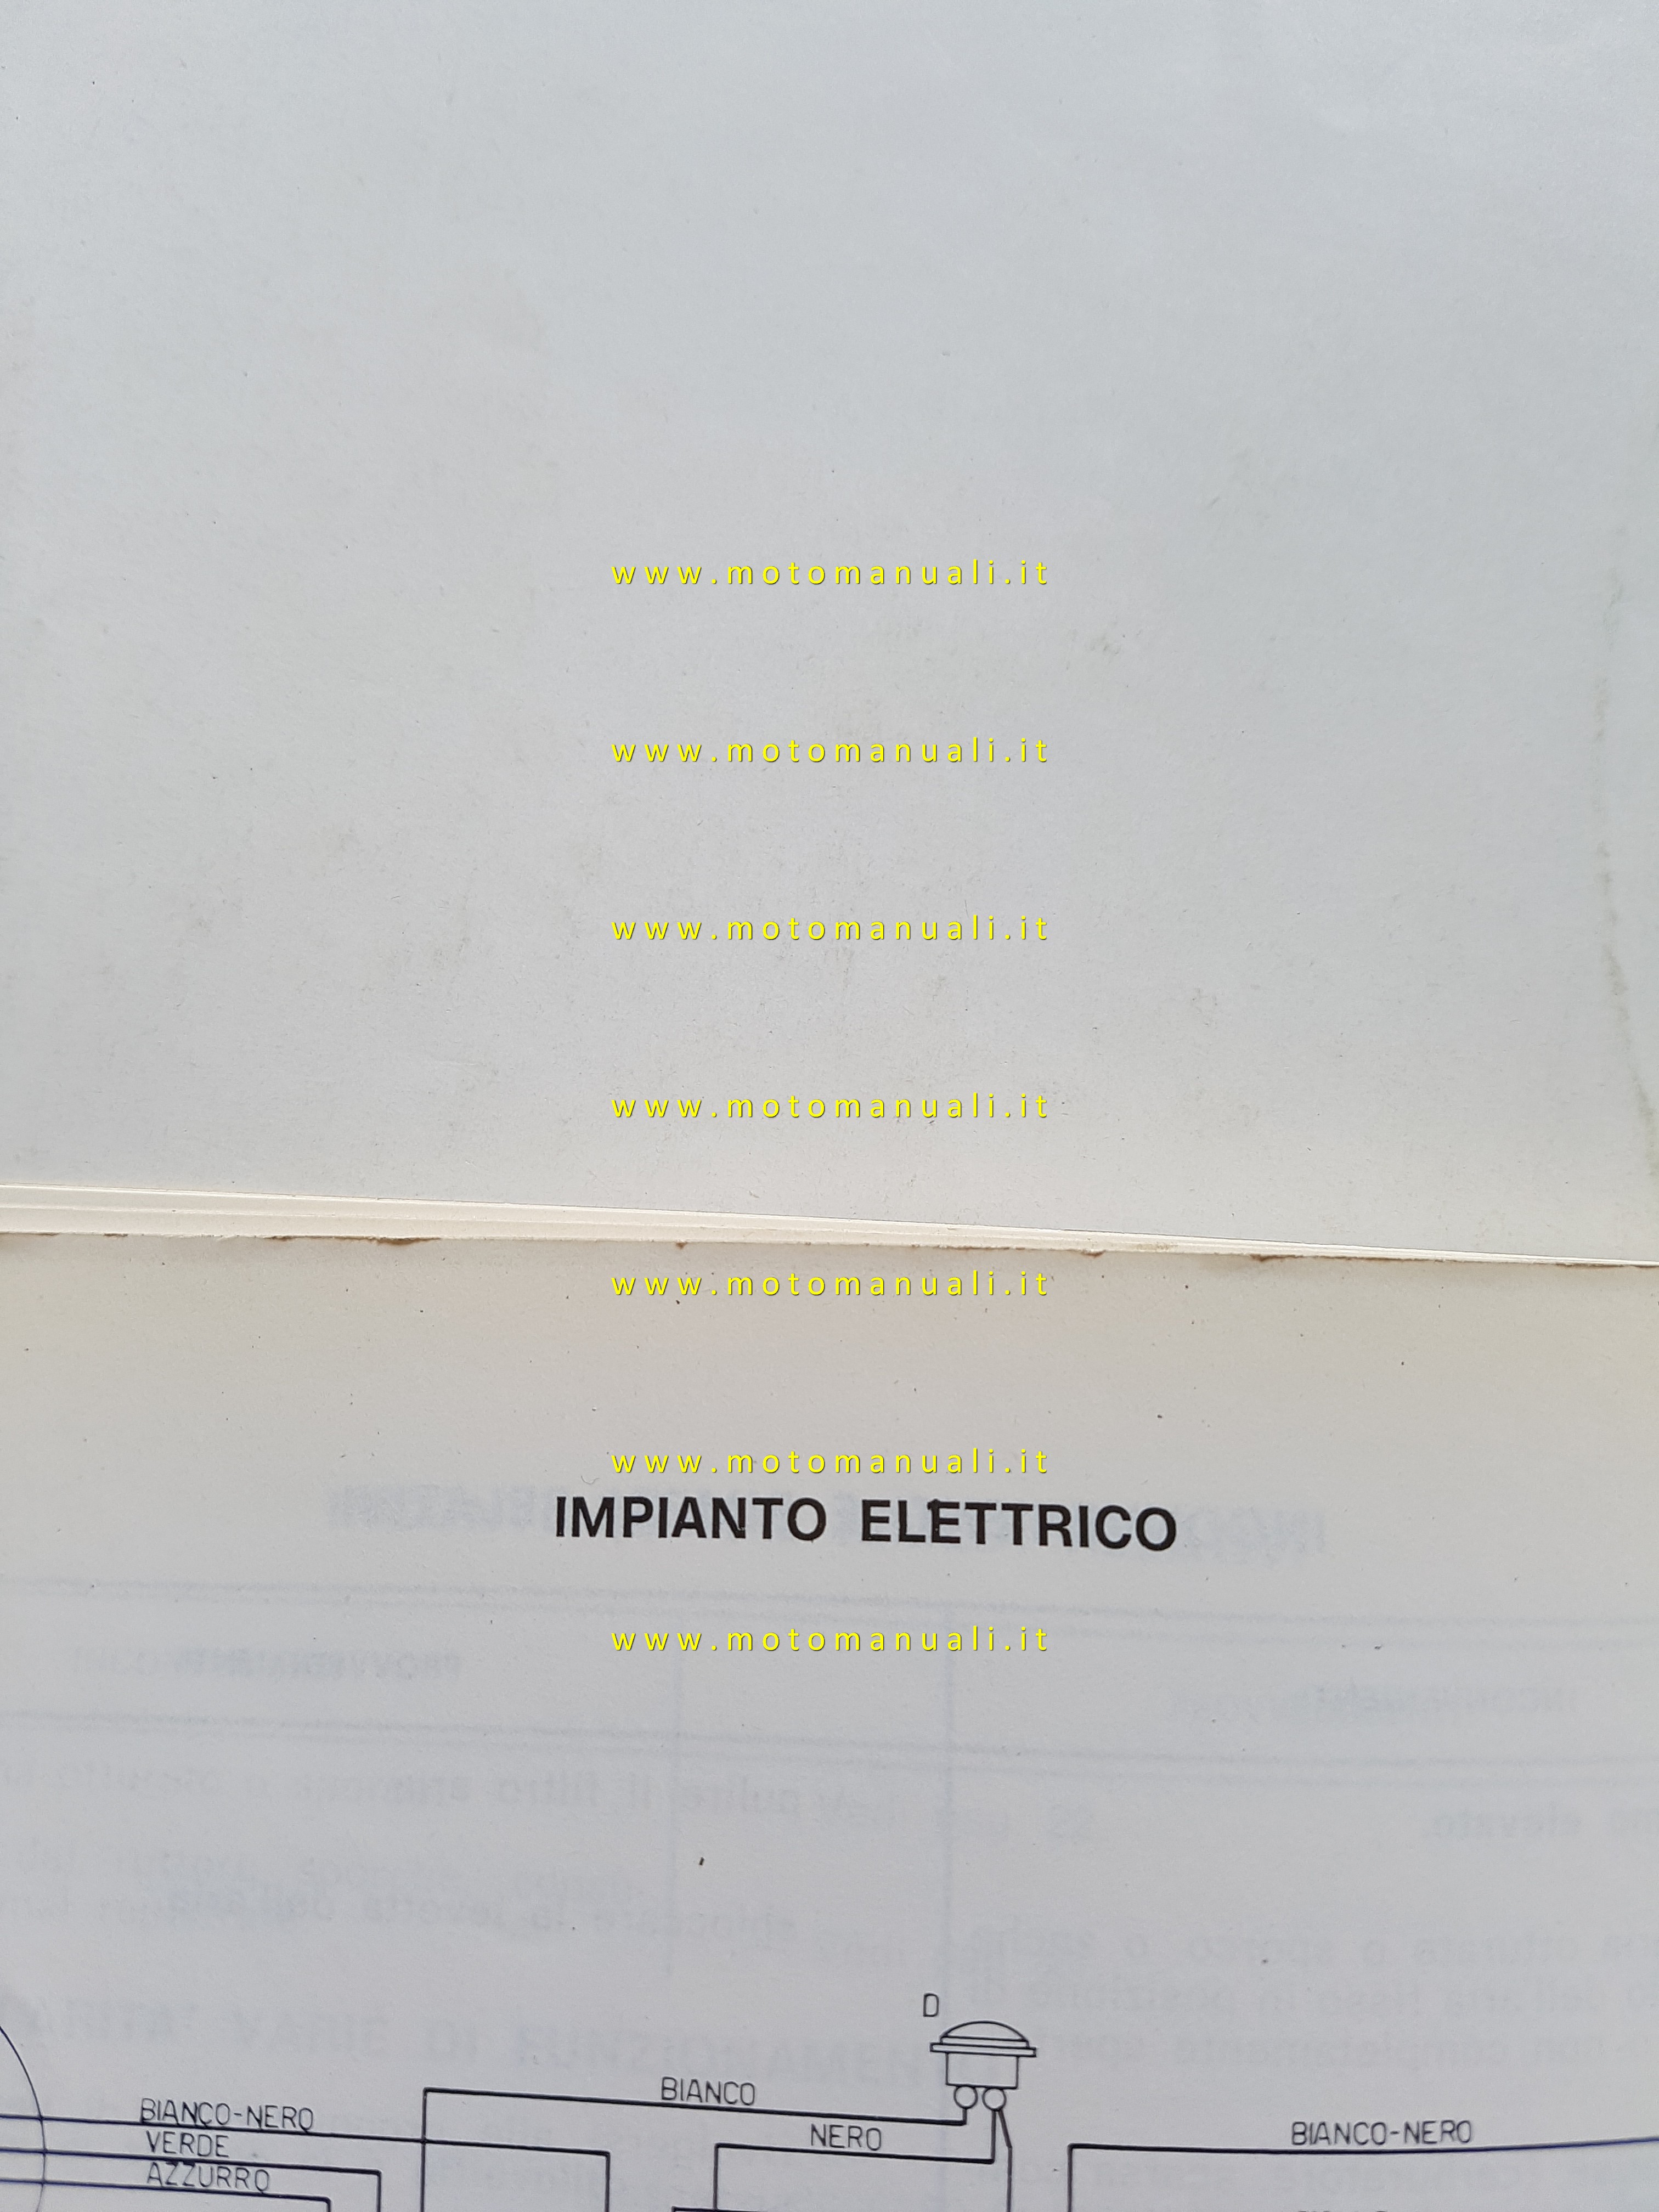 www.motomanuali.it
www.motomanuali.it
www.motomanuali.it
www.motomanuali.it
www.motomanuali.it
www.motomanuali.it
IMPIANTO ELETTRICO
www.motomanuali.it
D
BIANCO
BIANCO-NERO
NERO
BIANCO-NERO
VERDE
AZZURRO